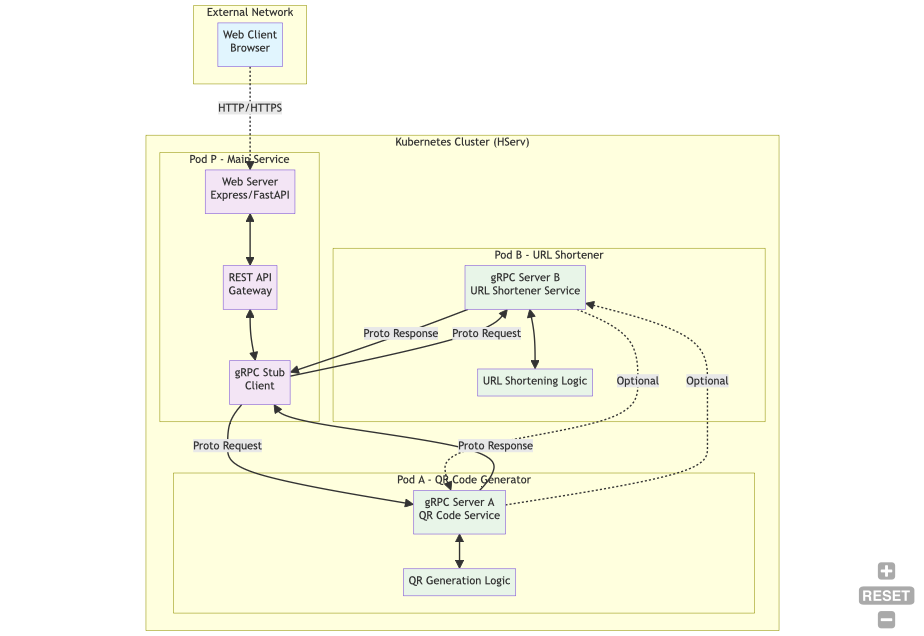 External Network
Web Client
Browser
HTTP/HTTPS
Kubernetes Cluster (HServ)
Pod P - Main Service
Web Server
Express/FastAPI
REST API
Gateway
gRPC Stub
Client
Pod B - URL Shortener
gRPC Server B
URL Shortener Service
Proto Response
Proto Request
URL Shortening Logic
Optional
Optional
Proto Request
Proto Response
Pod A - QR Code Generator
gRPC Server A
QR Code Service
QR Generation Logic
RESET